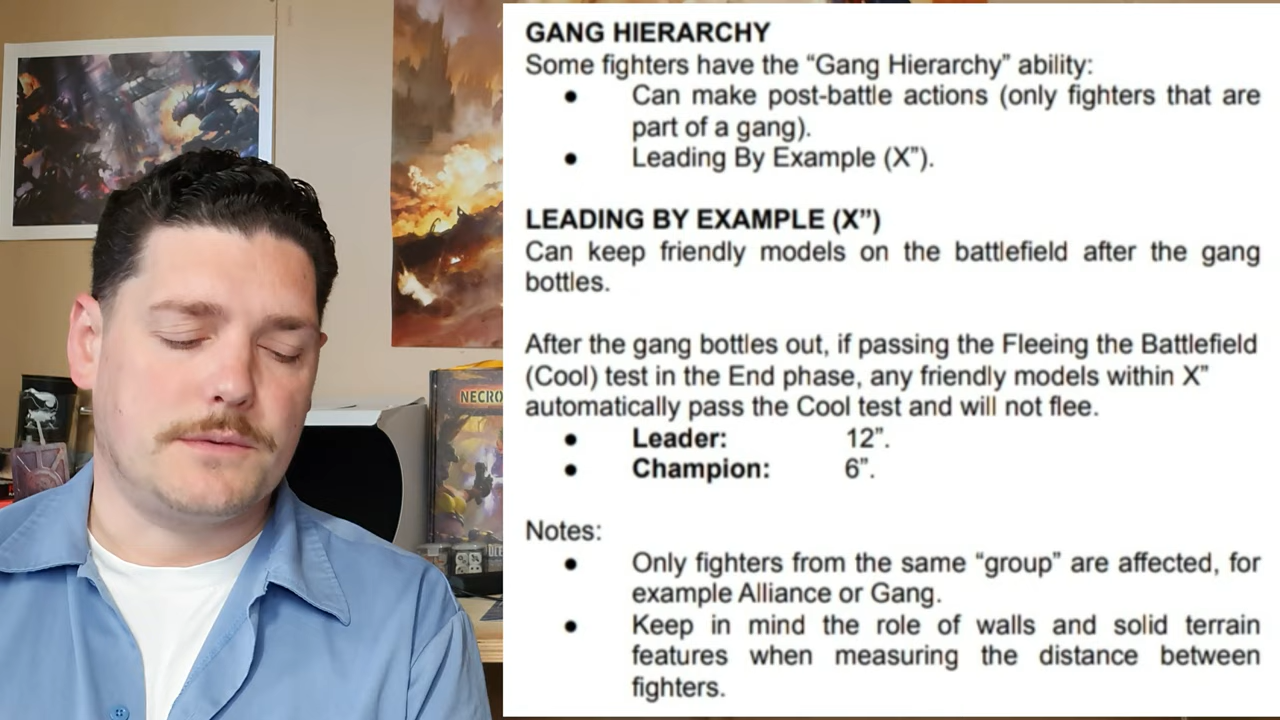 GANG HIERARCHY
Some fighters have the “Gang Hierarchy” ability:
● Can make post-battle actions (only fighters that are
part of a gang).
● Leading By Example (X”).
LEADING BY EXAMPLE (X”)
Can keep friendly models on the battlefield after the gang
bottles.
After the gang bottles out, if passing the Fleeing the Battlefield
(Cool) test in the End phase, any friendly models within X”
automatically pass the Cool test and will not flee.
● Leader: 12”.
● Champion: 6”.
Notes:
● Only fighters from the same “group” are affected, for
example Alliance or Gang.
● Keep in mind the role of walls and solid terrain
features when measuring the distance between
fighters.
NECRO